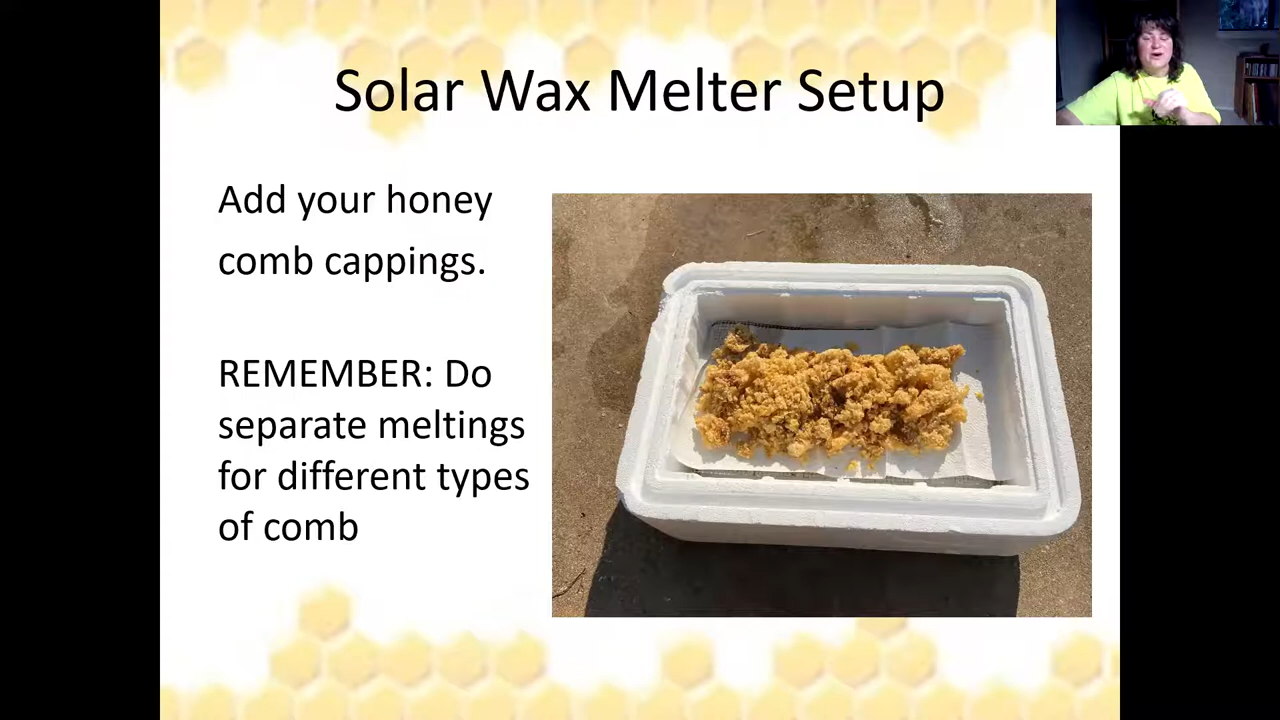 Solar Wax Melter Setup
Add your honey
comb cappings.
REMEMBER: Do
separate meltings
for different types
of comb